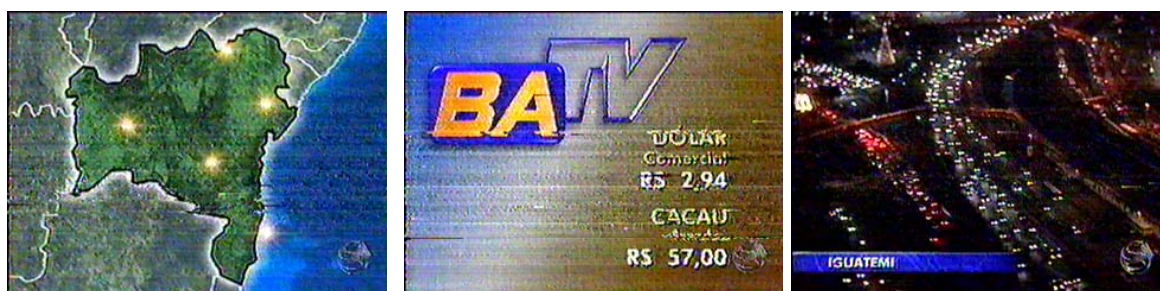 BA TV
DÓLAR
Comercial
R$ 2,94
CACAU
R$ 57,00
IGUATEMI